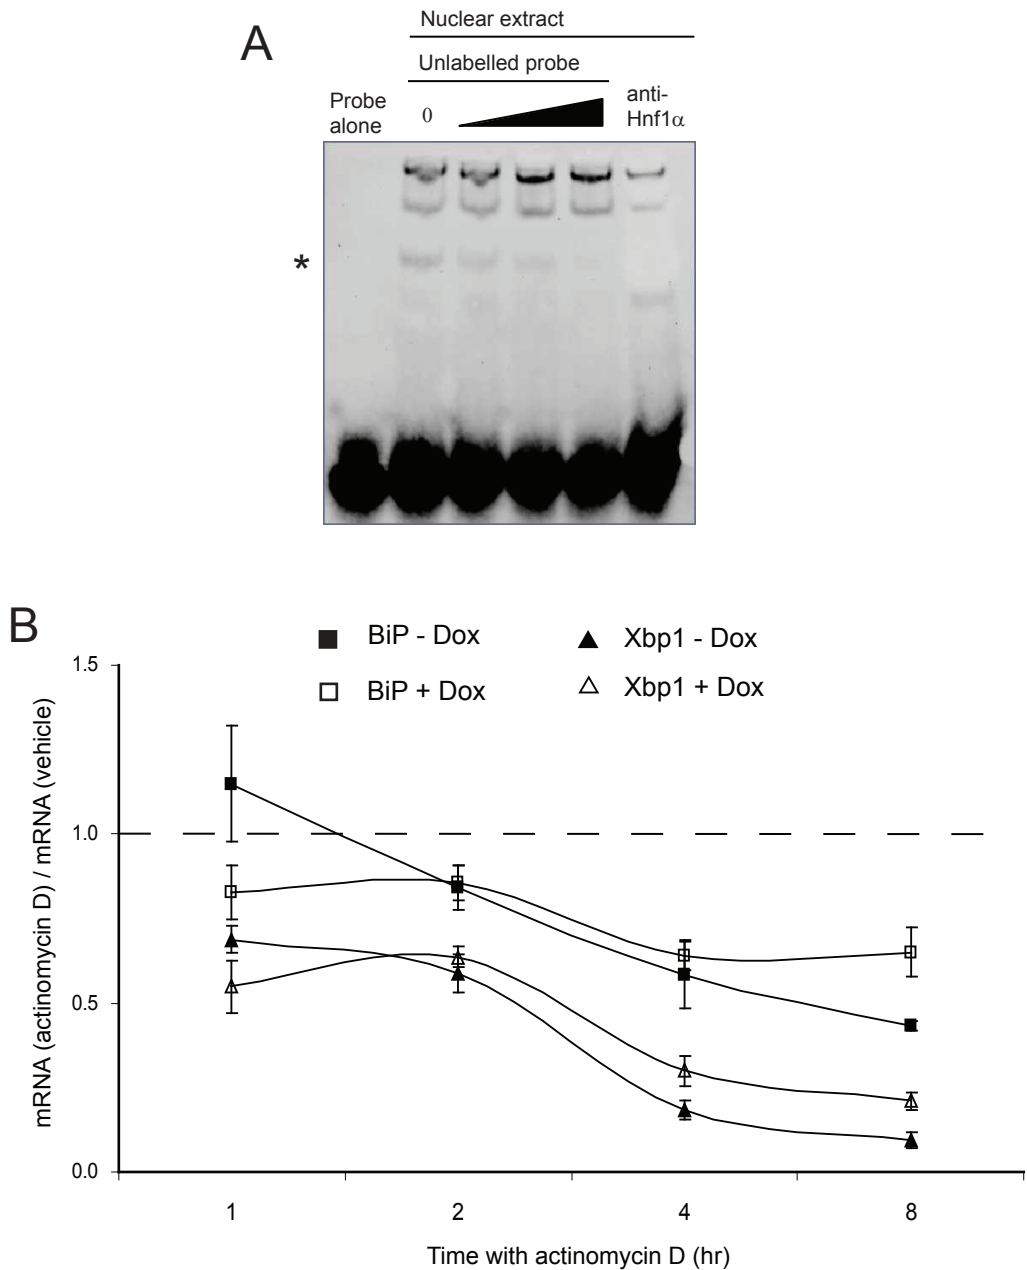 A
Nuclear extract
Unlabelled probe
Probe
alone
0
anti-
Hnf1α
*
B
BiP - Dox
Xbp1 - Dox
BiP + Dox
Xbp1 + Dox
mRNA (actinomycin D) / mRNA (vehicle)
1.5
1.0
0.5
0.0
1 2 4 8
Time with actinomycin D (hr)